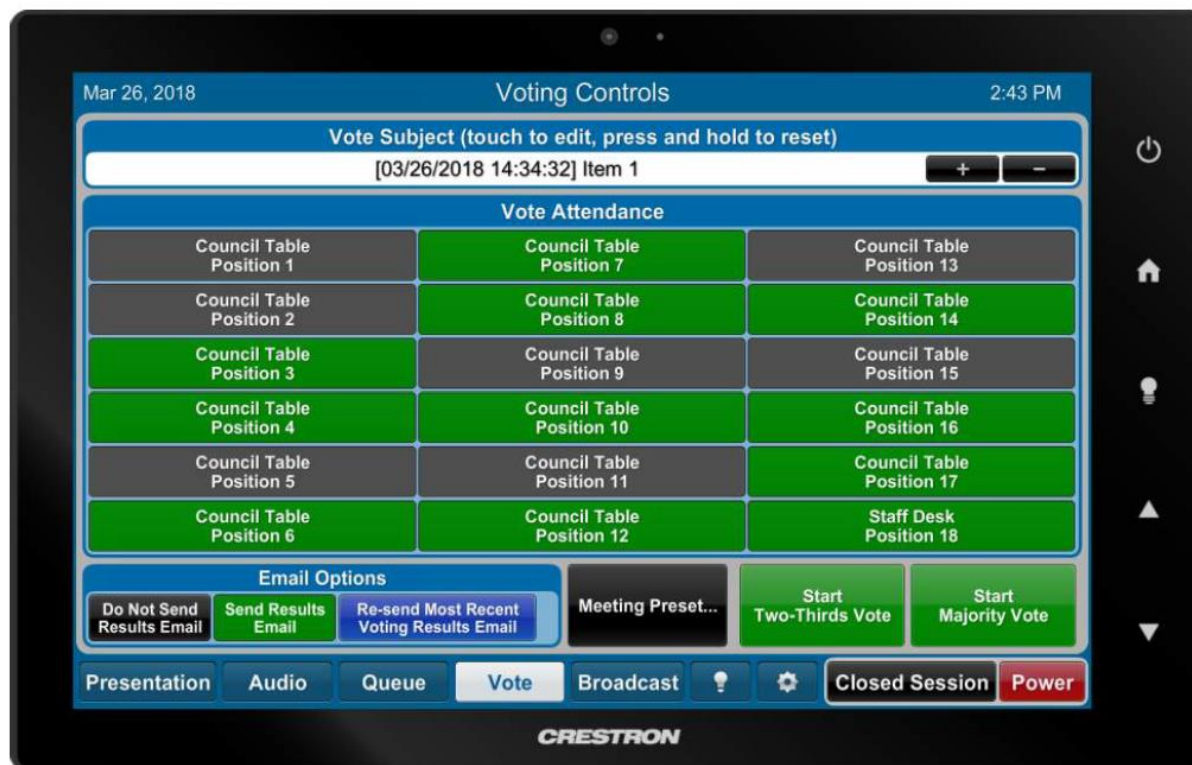 Mar 26, 2018
Voting Controls
2:43 PM
Vote Subject (touch to edit, press and hold to reset)
[03/26/2018 14:34:32] Item 1
+
−
Vote Attendance
Council Table
Position 1
Council Table
Position 7
Council Table
Position 13
Council Table
Position 2
Council Table
Position 8
Council Table
Position 14
Council Table
Position 3
Council Table
Position 9
Council Table
Position 15
Council Table
Position 4
Council Table
Position 10
Council Table
Position 16
Council Table
Position 5
Council Table
Position 11
Council Table
Position 17
Council Table
Position 6
Council Table
Position 12
Staff Desk
Position 18
Email Options
Do Not Send
Results Email
Send Results
Email
Re-send Most Recent
Voting Results Email
Meeting Preset...
Start
Two-Thirds Vote
Start
Majority Vote
Presentation
Audio
Queue
Vote
Broadcast
Closed Session
Power
CRESTRON